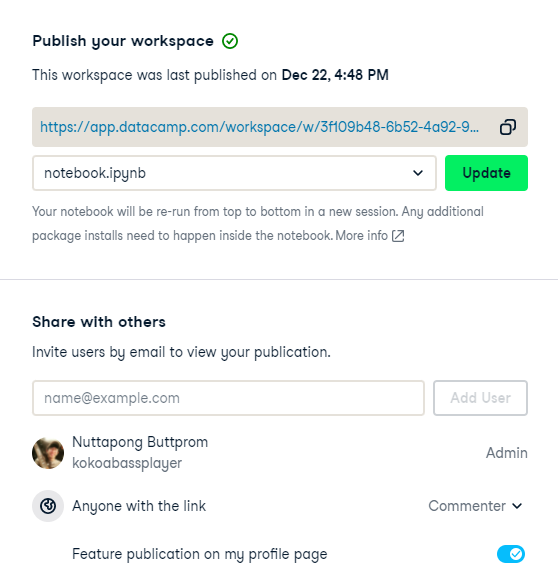 Publish your workspace
This workspace was last published on Dec 22, 4:48 PM
https://app.datacamp.com/workspace/w/3f109b48-6b52-4a92-9...
notebook.ipynb
Update
Your notebook will be re-run from top to bottom in a new session. Any additional
package installs need to happen inside the notebook. More info
Share with others
Invite users by email to view your publication.
name@example.com
Add User
Nuttapong Buttprom
kokoabassplayer
Admin
Anyone with the link
Commenter
Feature publication on my profile page